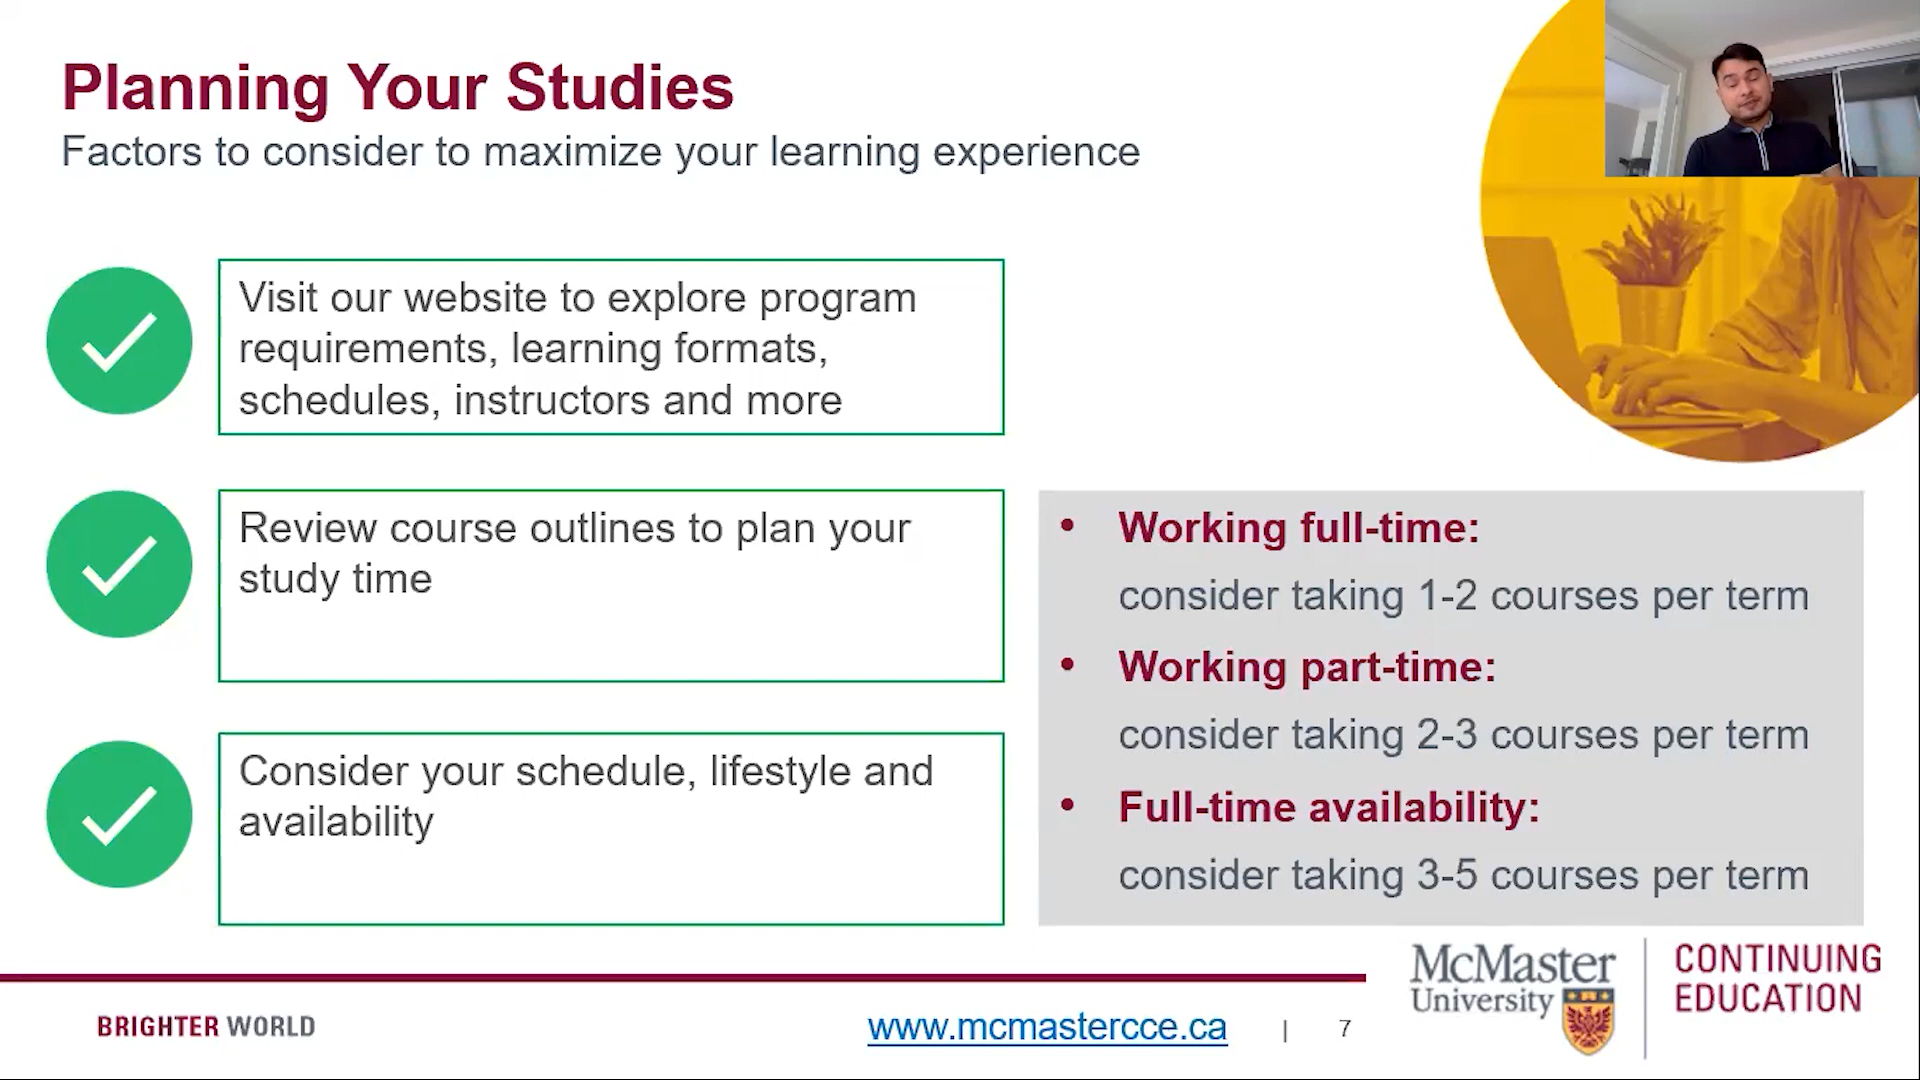 Planning Your Studies
Factors to consider to maximize your learning experience
Visit our website to explore program
requirements, learning formats,
schedules, instructors and more
Review course outlines to plan your
study time
Consider your schedule, lifestyle and
availability
• Working full-time:
consider taking 1-2 courses per term
• Working part-time:
consider taking 2-3 courses per term
• Full-time availability:
consider taking 3-5 courses per term
BRIGHTER WORLD
www.mcmastercce.ca | 7
McMaster
University
CONTINUING
EDUCATION